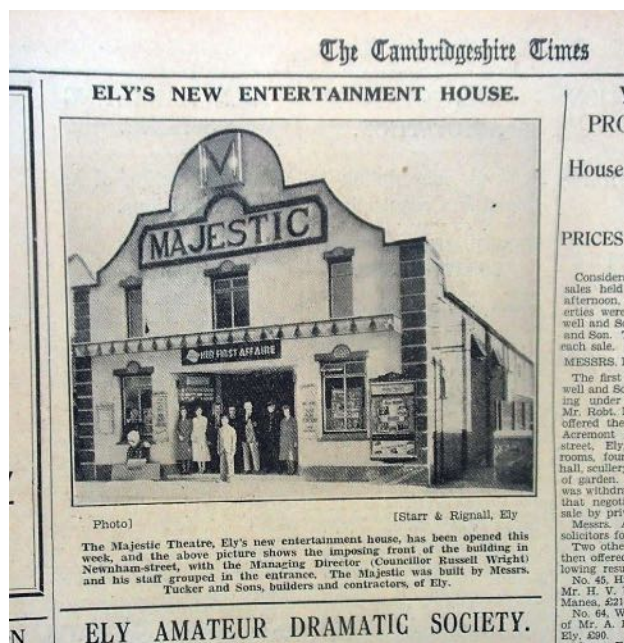 The Cambridgeshire Times
ELY'S NEW ENTERTAINMENT HOUSE.
M
MAJESTIC
HER FIRST AFFAIRE
Photo]
[Starr & Rignall, Ely
The Majestic Theatre, Ely's new entertainment house, has been opened this
week, and the above picture shows the imposing front of the building in
Newnham-street, with the Managing Director (Councillor Russell Wright)
and his staff grouped in the entrance. The Majestic was built by Messrs.
Tucker and Sons, builders and contractors, of Ely.
ELY AMATEUR DRAMATIC SOCIETY.
N
PRO
House
PRICES
Consider
sales held
afternoon,
erties were
well and So
and Son. T
each sale.
MESSRS.
The first
well and So
ing under
Mr. Robt.
offered the
Acremont
street, Ely
rooms, four
hall, scullery
of garden.
was withdr
that negoti
sale by priv
Messrs. A
solicitors fo
Two othe
then offered
lowing resu
No. 45, H
Mr. H. V.
Manea, £21
No. 64, W
of Mr. A.
Ely, £90.